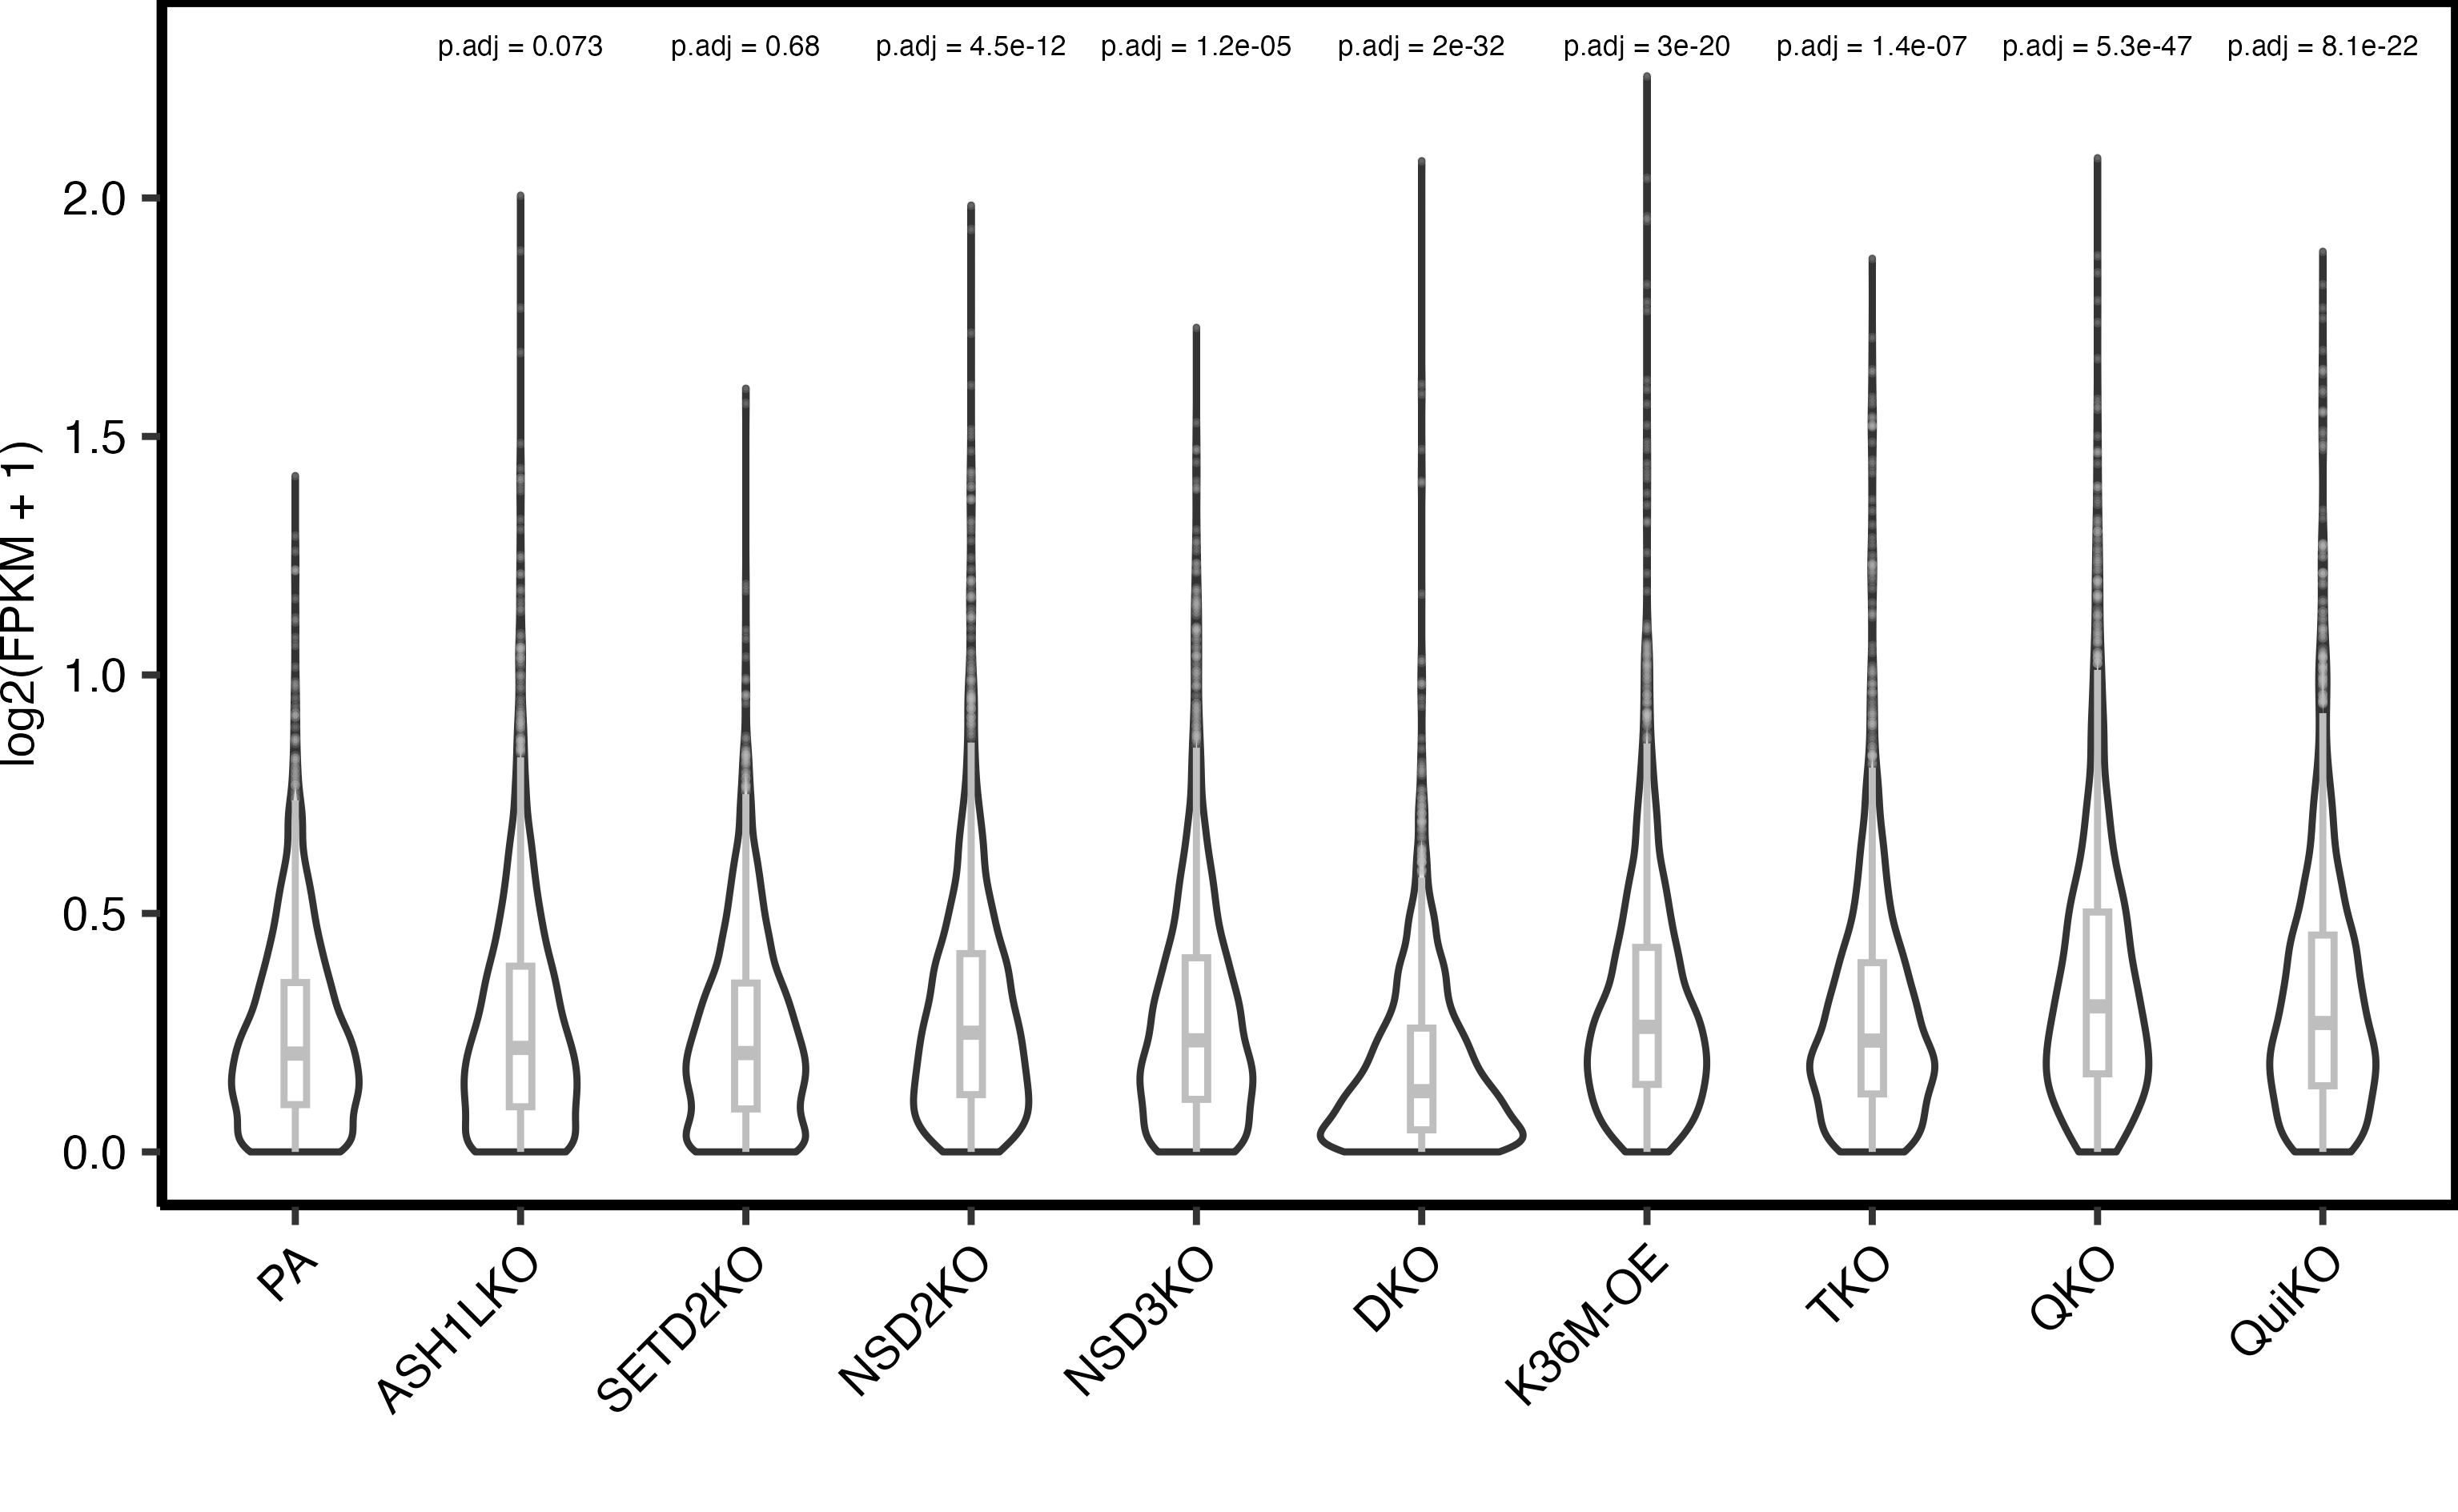 p.adj = 0.073 p.adj = 0.68 p.adj = 4.5e-12 p.adj = 1.2e-05 p.adj = 2e-32 p.adj = 3e-20 p.adj = 1.4e-07 p.adj = 5.3e-47 p.adj = 8.1e-22
log2(FPKM + 1)
2.0
1.5
1.0
0.5
0.0
PA
ASH1LKO
SETD2KO
NSD2KO
NSD3KO
DKO
K36M-OE
TKO
QKO
QuiKO